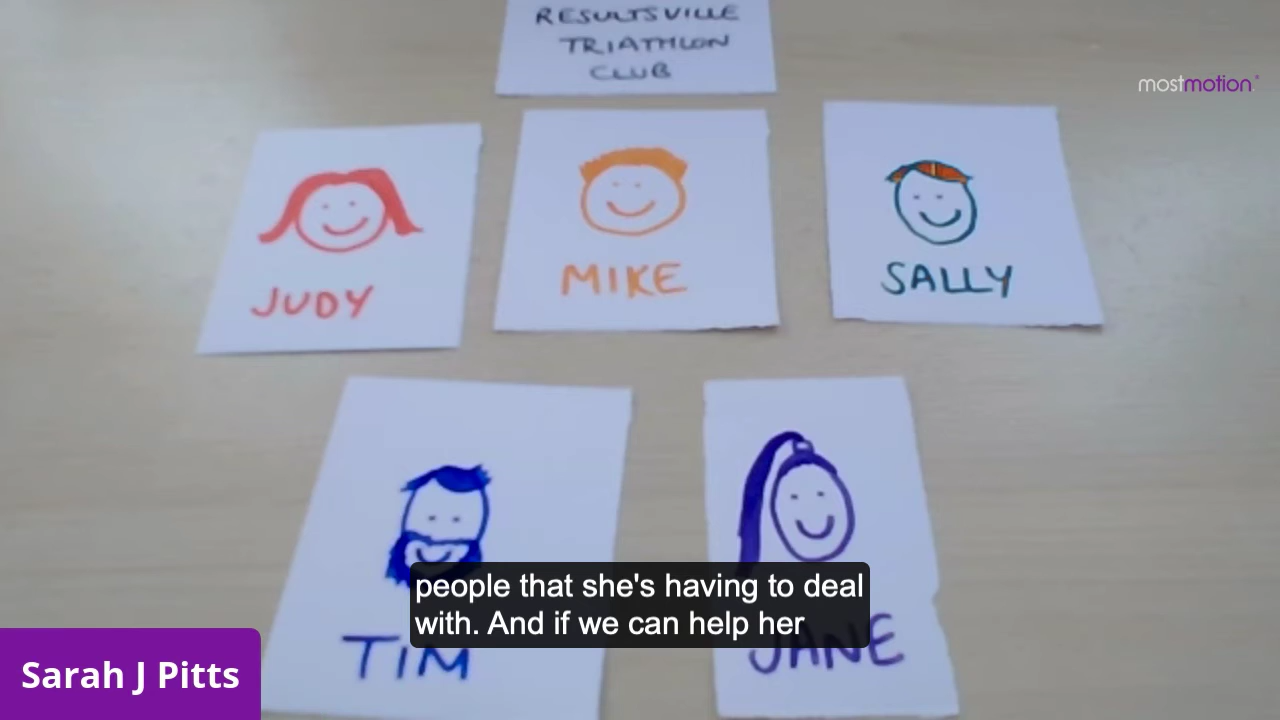 RESULTSVILLE
TRIATHLON
CLUB
mostmotion
JUDY
MIKE
SALLY
people that she's having to deal
with. And if we can help her
TIM
JANE
Sarah J Pitts